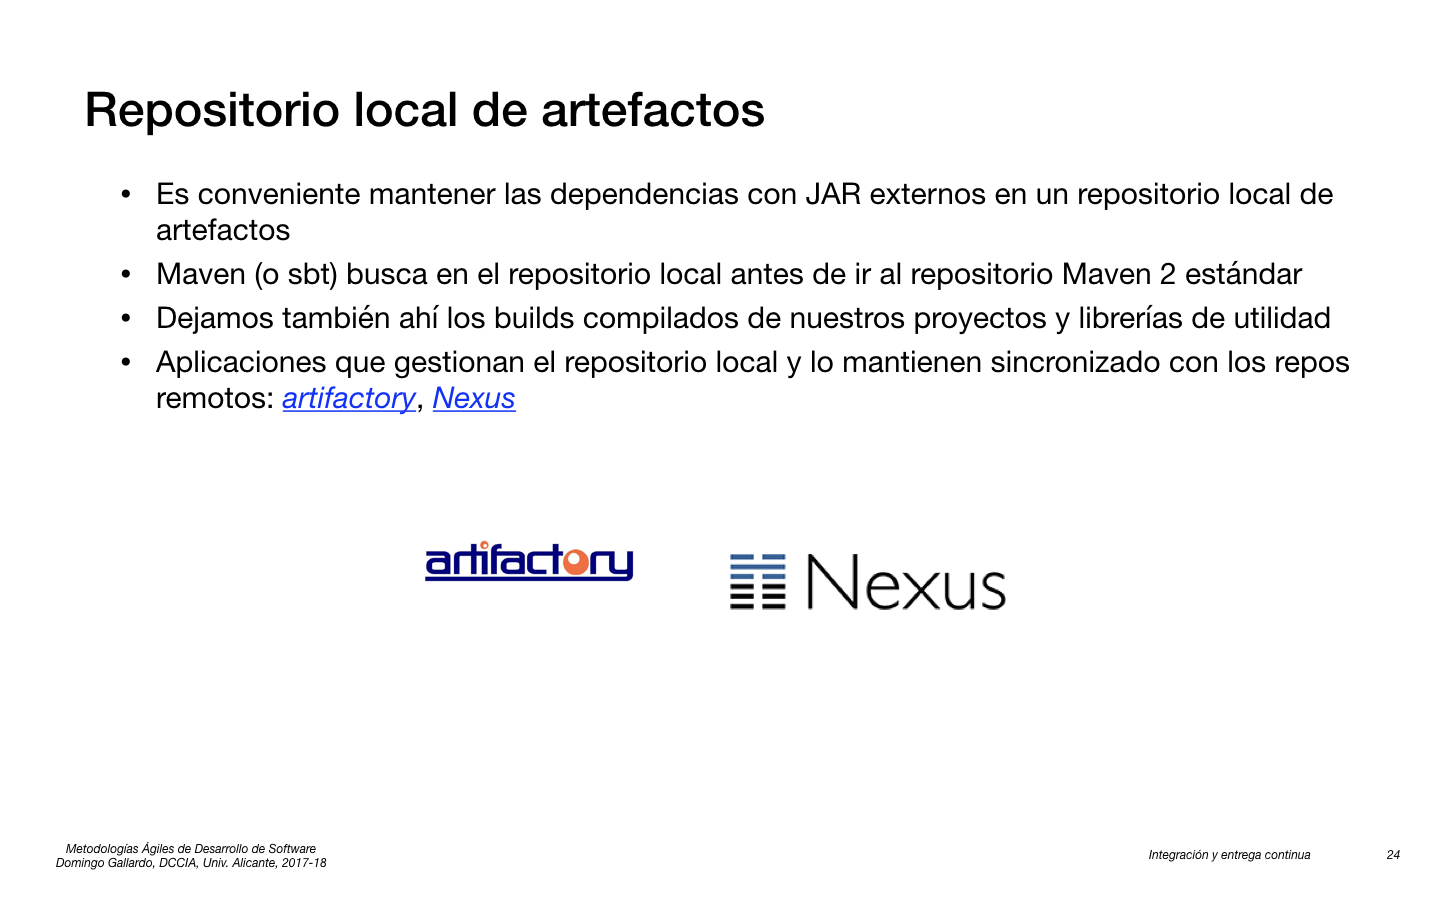 Repositorio local de artefactos
• Es conveniente mantener las dependencias con JAR externos en un repositorio local de
artefactos
• Maven (o sbt) busca en el repositorio local antes de ir al repositorio Maven 2 estándar
• Dejamos también ahí los builds compilados de nuestros proyectos y librerías de utilidad
• Aplicaciones que gestionan el repositorio local y lo mantienen sincronizado con los repos
remotos: artifactory, Nexus
artifactory
Nexus
Metodologías Ágiles de Desarrollo de Software
Domingo Gallardo, DCCIA, Univ. Alicante, 2017-18
Integración y entrega continua
24